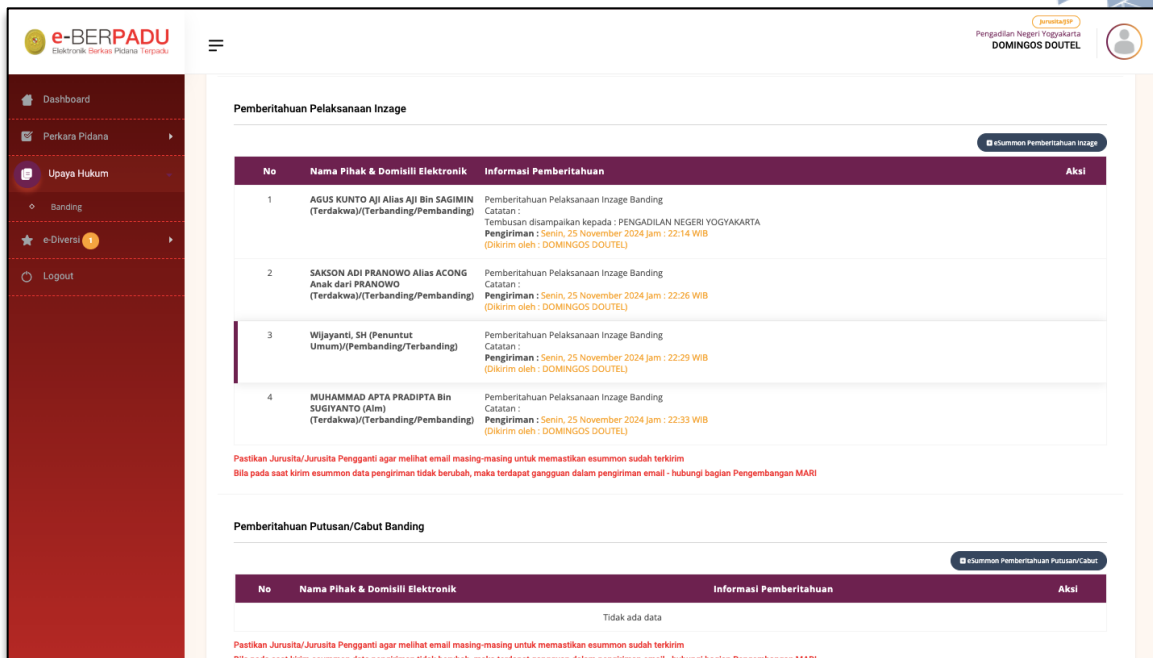 e-BERPADU
Elektronik Berkas Pidana Terpadu
Jurusita/JSP
Pengadilan Negeri Yogyakarta
DOMINGOS DOUTEL
Dashboard
Perkara Pidana
Upaya Hukum
Banding
e-Diversi 1
Logout
Pemberitahuan Pelaksanaan Inzage
eSummon Pemberitahuan Inzage
No Nama Pihak & Domisili Elektronik Informasi Pemberitahuan Aksi
1 AGUS KUNTO AJI Alias AJI Bin SAGIMIN Pemberitahuan Pelaksanaan Inzage Banding
(Terdakwa)/(Terbanding/Pembanding) Catatan :
Tembusan disampaikan kepada : PENGADILAN NEGERI YOGYAKARTA
Pengiriman : Senin, 25 November 2024 Jam : 22:14 WIB
(Dikirim oleh : DOMINGOS DOUTEL)
2 SAKSON ADI PRANOWO Alias ACONG Pemberitahuan Pelaksanaan Inzage Banding
Anak dari PRANOWO Catatan :
(Terdakwa)/(Terbanding/Pembanding) Pengiriman : Senin, 25 November 2024 Jam : 22:26 WIB
(Dikirim oleh : DOMINGOS DOUTEL)
3 Wijayanti, SH (Penuntut Pemberitahuan Pelaksanaan Inzage Banding
Umum)/(Pembanding/Terbanding) Catatan :
Pengiriman : Senin, 25 November 2024 Jam : 22:29 WIB
(Dikirim oleh : DOMINGOS DOUTEL)
4 MUHAMMAD APTA PRADIPTA Bin Pemberitahuan Pelaksanaan Inzage Banding
SUGIYANTO (Alm) Catatan :
(Terdakwa)/(Terbanding/Pembanding) Pengiriman : Senin, 25 November 2024 Jam : 22:33 WIB
(Dikirim oleh : DOMINGOS DOUTEL)
Pastikan Jurusita/Jurusita Pengganti agar melihat email masing-masing untuk memastikan esummon sudah terkirim
Bila pada saat kirim esummon data pengiriman tidak berubah, maka terdapat gangguan dalam pengiriman email - hubungi bagian Pengembangan MARI
Pemberitahuan Putusan/Cabut Banding
eSummon Pemberitahuan Putusan/Cabut
No Nama Pihak & Domisili Elektronik Informasi Pemberitahuan Aksi
Tidak ada data
Pastikan Jurusita/Jurusita Pengganti agar melihat email masing-masing untuk memastikan esummon sudah terkirim